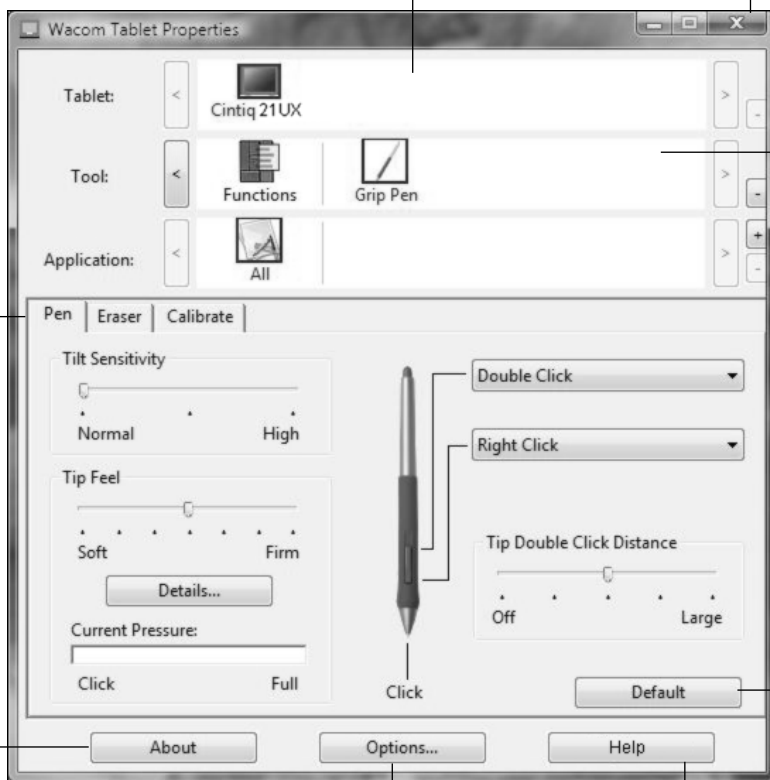 Wacom Tablet Properties
Tablet:
<
Cintiq 21UX
>
-
Tool:
<
Functions
Grip Pen
>
-
Application:
<
All
>
+
-
Pen
Eraser
Calibrate
Tilt Sensitivity
Normal High
Tip Feel
Soft Firm
Details...
Current Pressure:
Click Full
Double Click
Right Click
Tip Double Click Distance
Off Large
Click
Default
About
Options...
Help